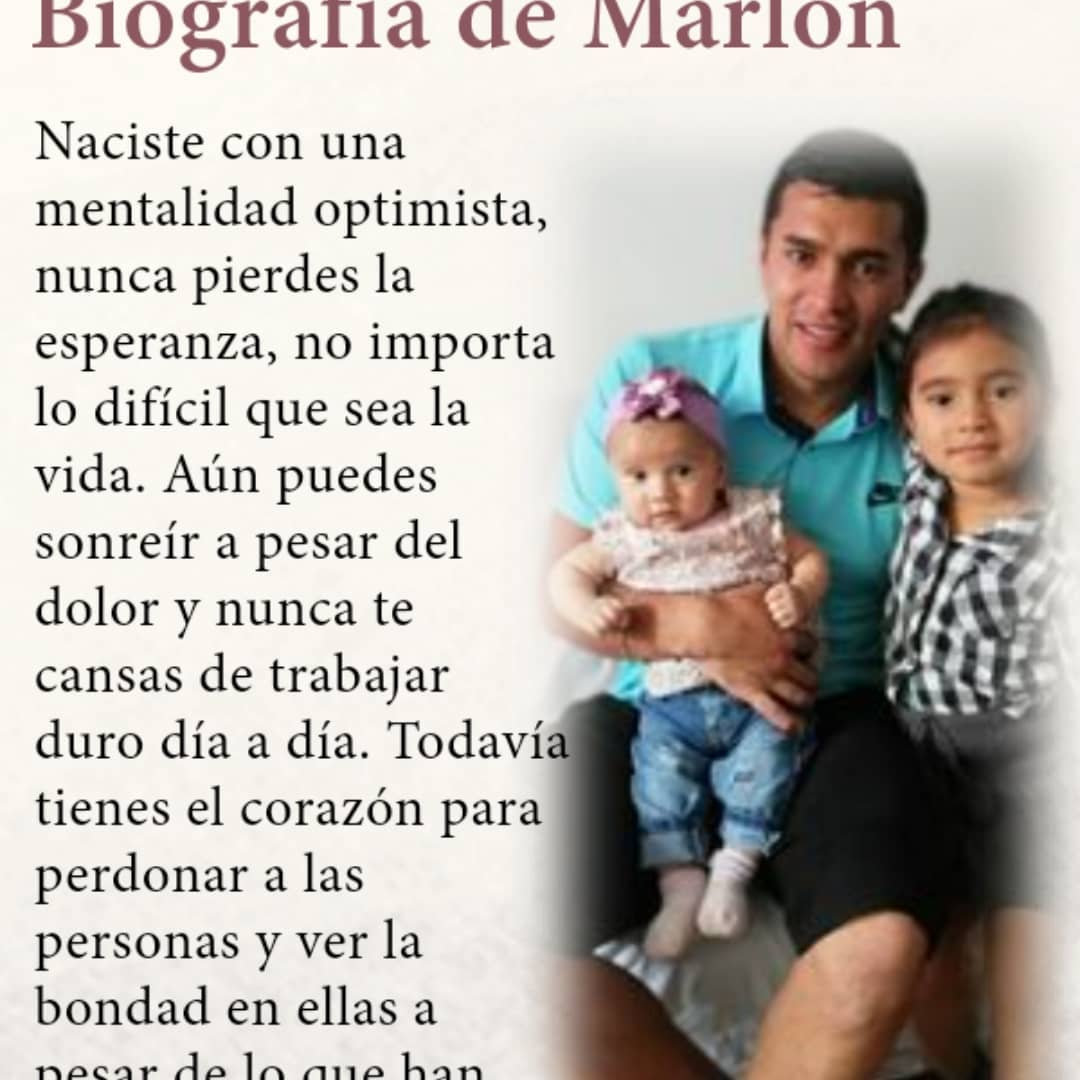 Biografía de Marlon
Naciste con una
mentalidad optimista,
nunca pierdes la
esperanza, no importa
lo difícil que sea la
vida. Aún puedes
sonreír a pesar del
dolor y nunca te
cansas de trabajar
duro día a día. Todavía
tienes el corazón para
perdonar a las
personas y ver la
bondad en ellas a
pesar de lo que han